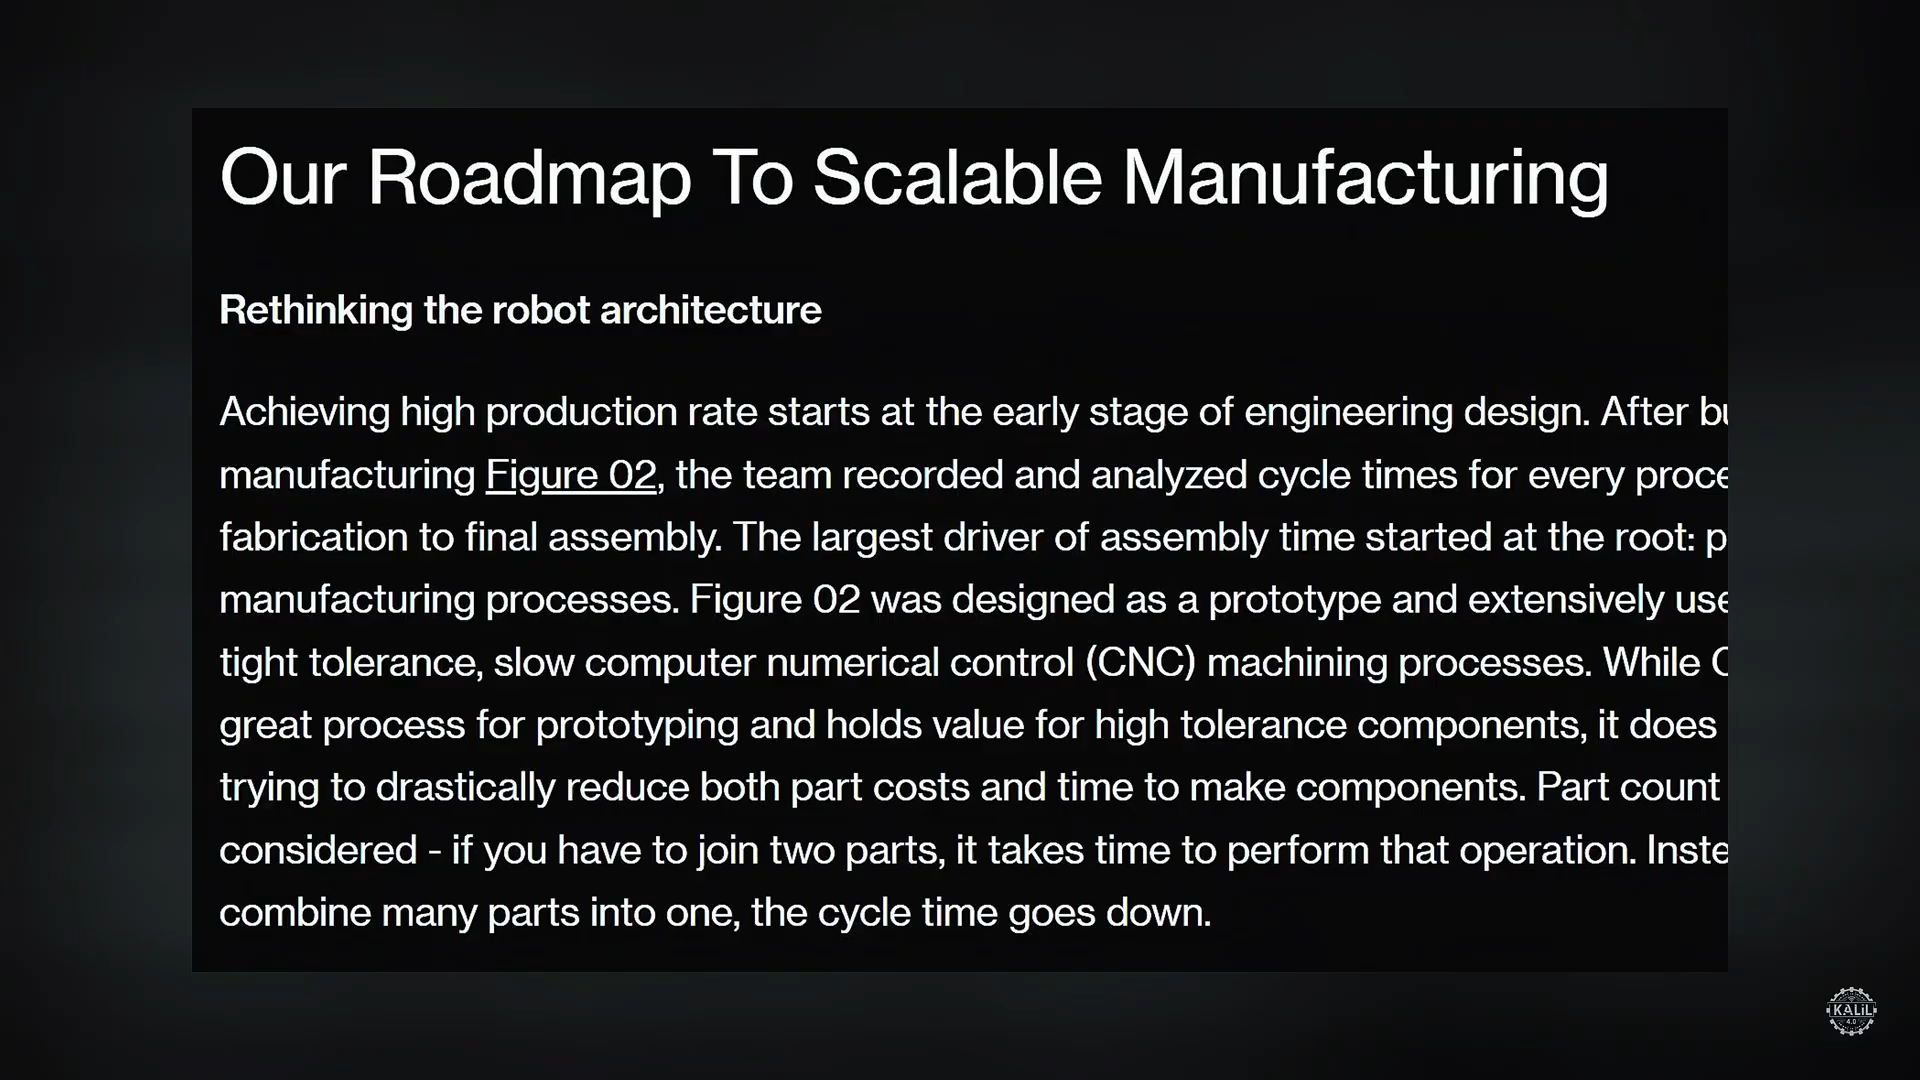 Our Roadmap To Scalable Manufacturing
Rethinking the robot architecture
Achieving high production rate starts at the early stage of engineering design. After
manufacturing Figure 02, the team recorded and analyzed cycle times for every
fabrication to final assembly. The largest driver of assembly time started at the root:
manufacturing processes. Figure 02 was designed as a prototype and extensively
tight tolerance, slow computer numerical control (CNC) machining processes. While
great process for prototyping and holds value for high tolerance components, it does
trying to drastically reduce both part costs and time to make components. Part count
considered - if you have to join two parts, it takes time to perform that operation.
combine many parts into one, the cycle time goes down.
KALiL
4.0